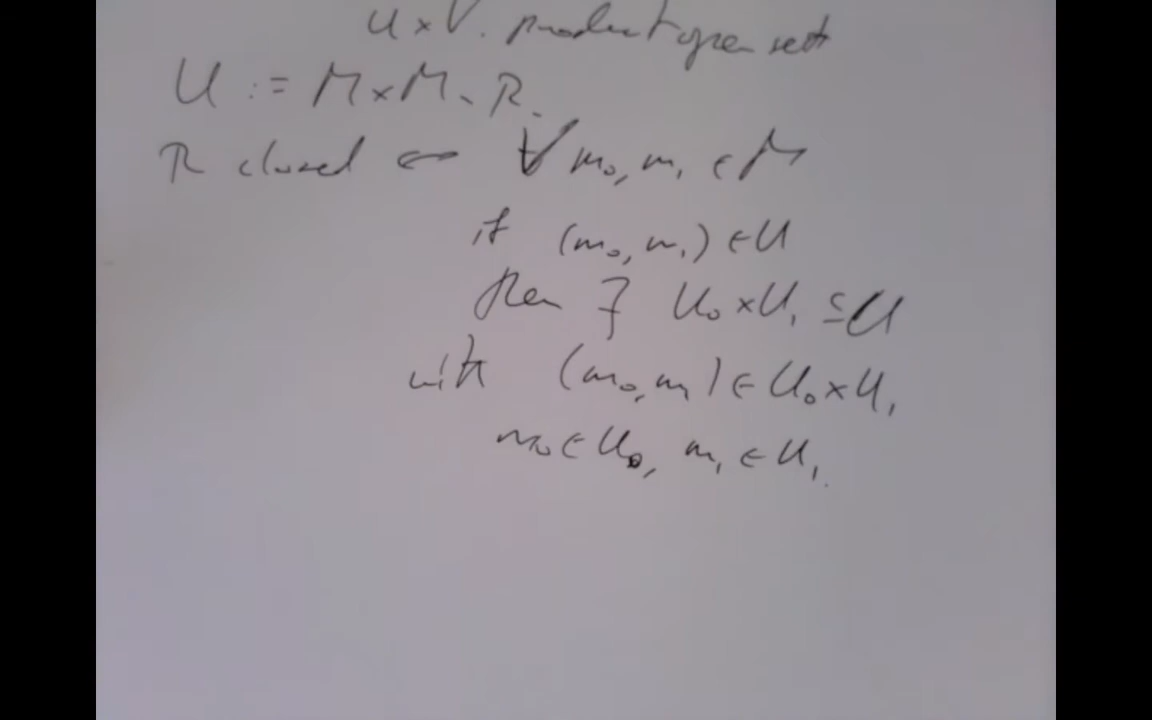 U × V. product open sets
U := M × M \ R.
R closed ⇐ ∀ m₀, m₁ ∈ M
if (m₀, m₁) ∈ U
then ∃ U₀ × U₁ ⊆ U
with (m₀, m₁) ∈ U₀ × U₁
m₀ ∈ U₀, m₁ ∈ U₁.